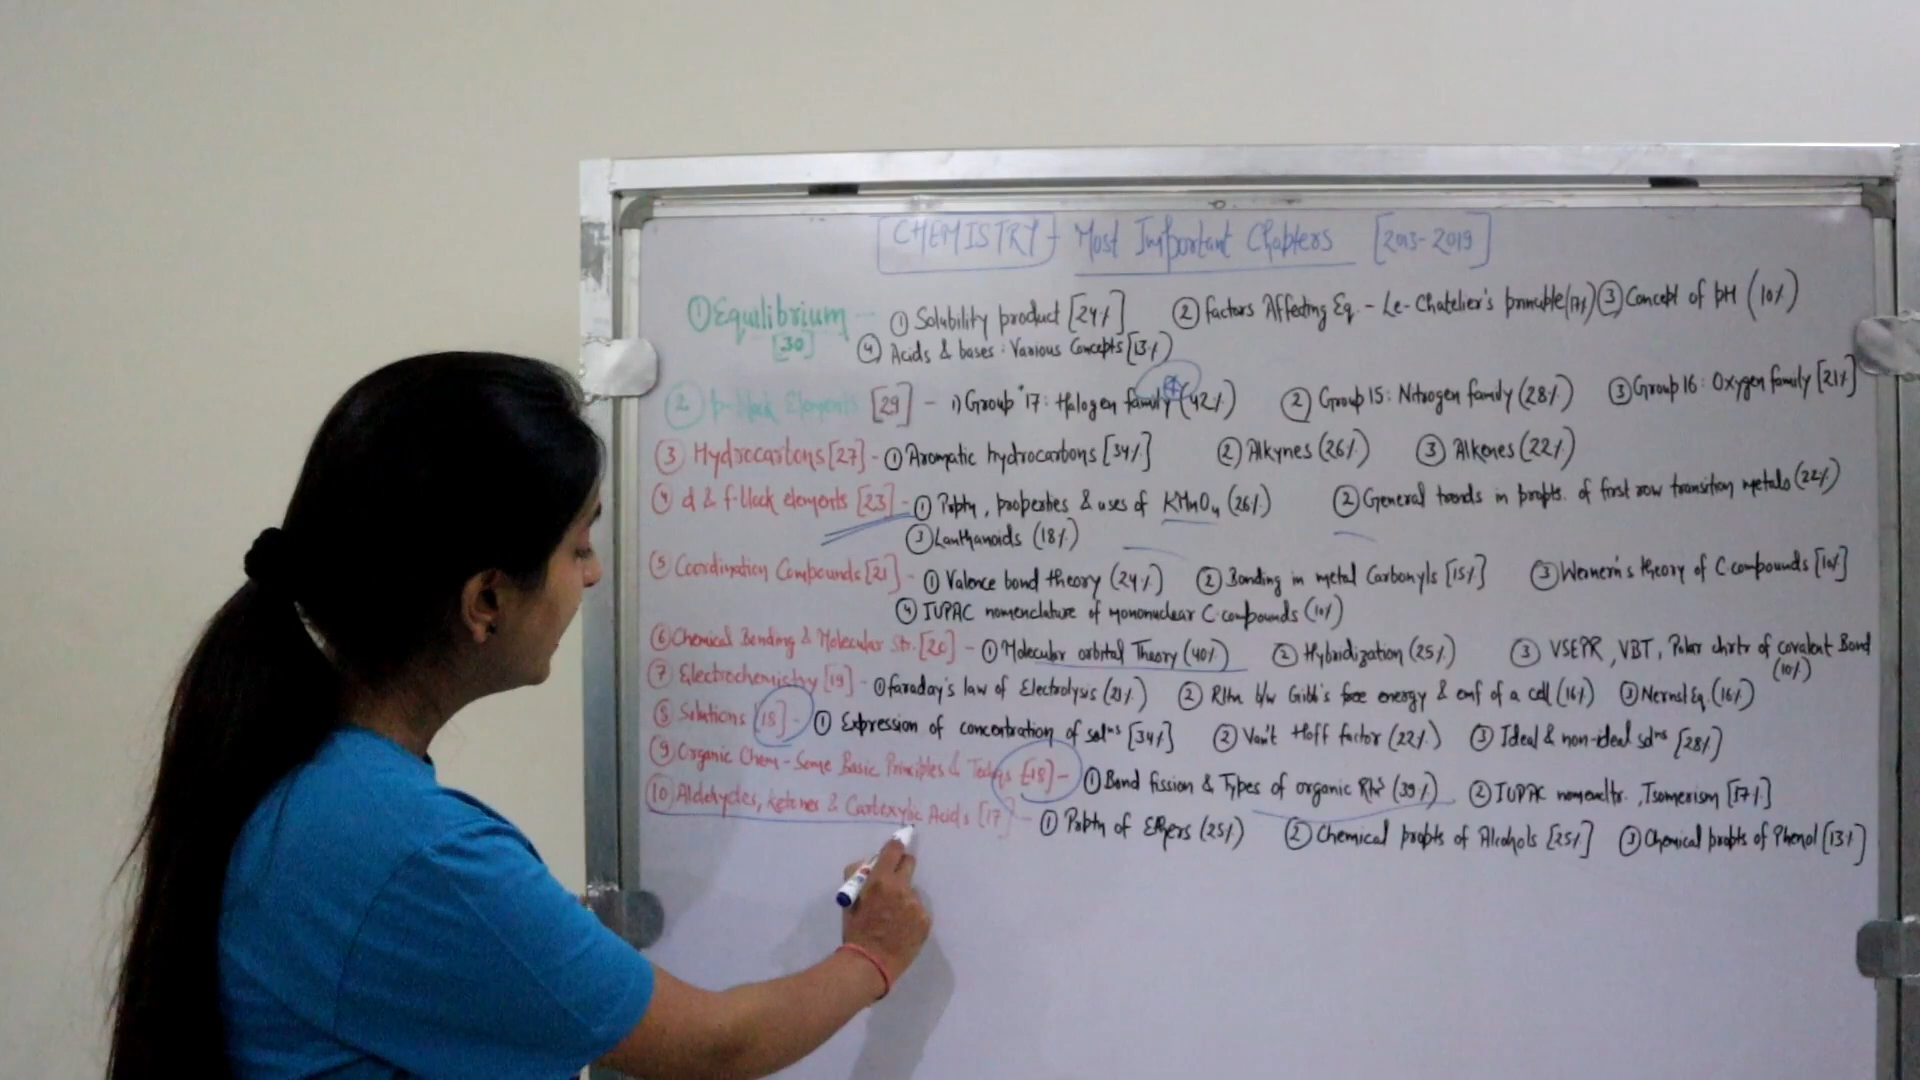 CHEMISTRY - Most Important Chapters [2013-2019]
① Equilibrium [30] - ① Solubility product [24%] ② factors Affecting Eq. - Le-Chatelier's principle (17%) ③ Concept of pH (10%)
④ Acids & bases : Various Concepts [13%]
② p-block Elements [29] - 1) Group 17: Halogen family (42%) ② Group 15: Nitrogen family (28%) ③ Group 16: Oxygen family [21%]
③ Hydrocarbons [27] - ① Aromatic hydrocarbons [34%] ② Alkynes (26%) ③ Alkenes (22%)
④ d & f-block elements [23] - ① Prptn, properties & uses of KMnO4 (26%) ② General trends in propts. of first row transition metals (22%)
③ Lanthanoids (18%)
⑤ Coordination Compounds [21] - ① Valence bond theory (24%) ② Bonding in metal Carbonyls [15%] ③ Wernern's theory of C.compounds [10%]
④ IUPAC nomenclature of mononuclear C.compounds (10%)
⑥ Chemical Bonding & Molecular Str. [20] - ① Molecular orbital Theory (40%) ② Hybridization (25%) ③ VSEPR, VBT, Polar chrtr of covalent Bond (10%)
⑦ Electrochemistry [19] - ① faraday's law of Electrolysis (21%) ② Rltn b/w Gibb's free energy & emf of a cell (16%) ③ Nernst Eq. (16%)
⑧ Solutions [18] - ① Expression of concentration of solns [34%] ② Van't Hoff factor (22%) ③ Ideal & non-ideal solns [28%]
⑨ Organic Chem - Some Basic Principles & Technqs [18] - ① Bond fission & Types of organic (39%) ② IUPAC , Isomerism [17%]
⑩ Aldehydes, ketones & Carboxylic Acids [17] - ① Prptn of Ethers (25%) ② Chemical propts of Alcohols [25%] ③ Chemical propts of Phenol [13%]